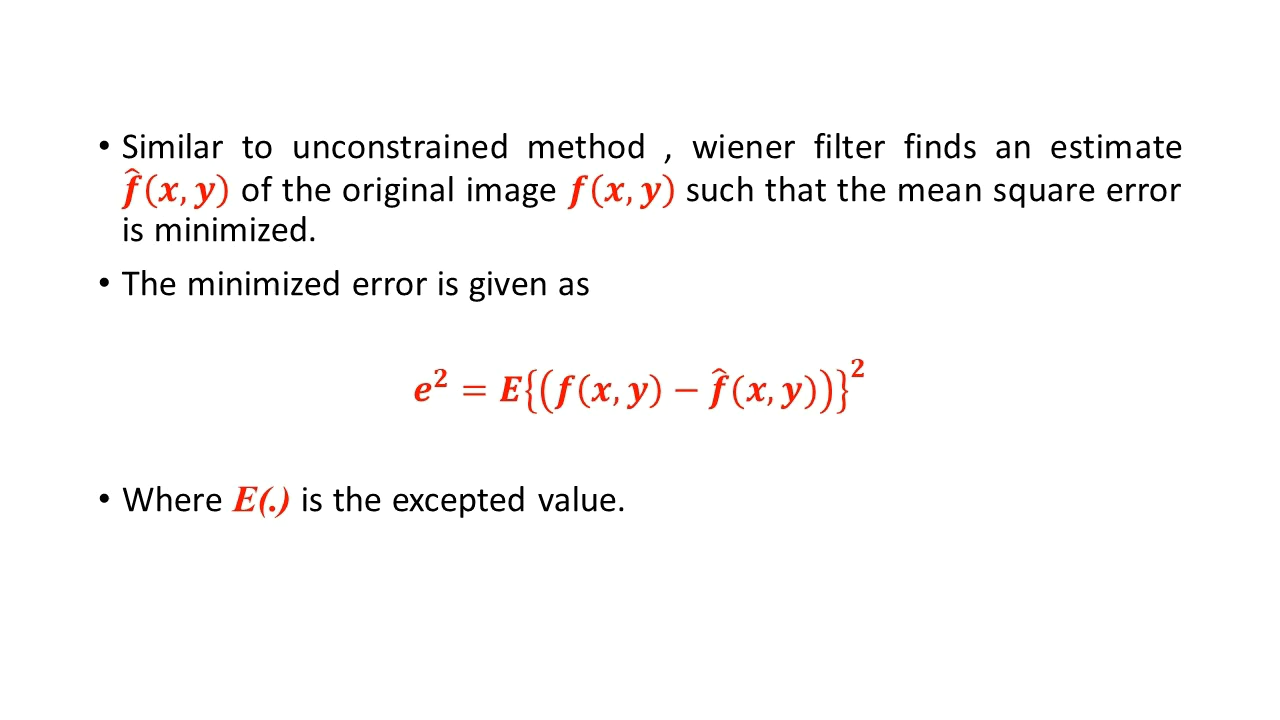 • Similar to unconstrained method , wiener filter finds an estimate
f̂(x, y) of the original image f(x, y) such that the mean square error
is minimized.
• The minimized error is given as
e² = E{(f(x, y) − f̂(x, y))}²
• Where E(.) is the excepted value.